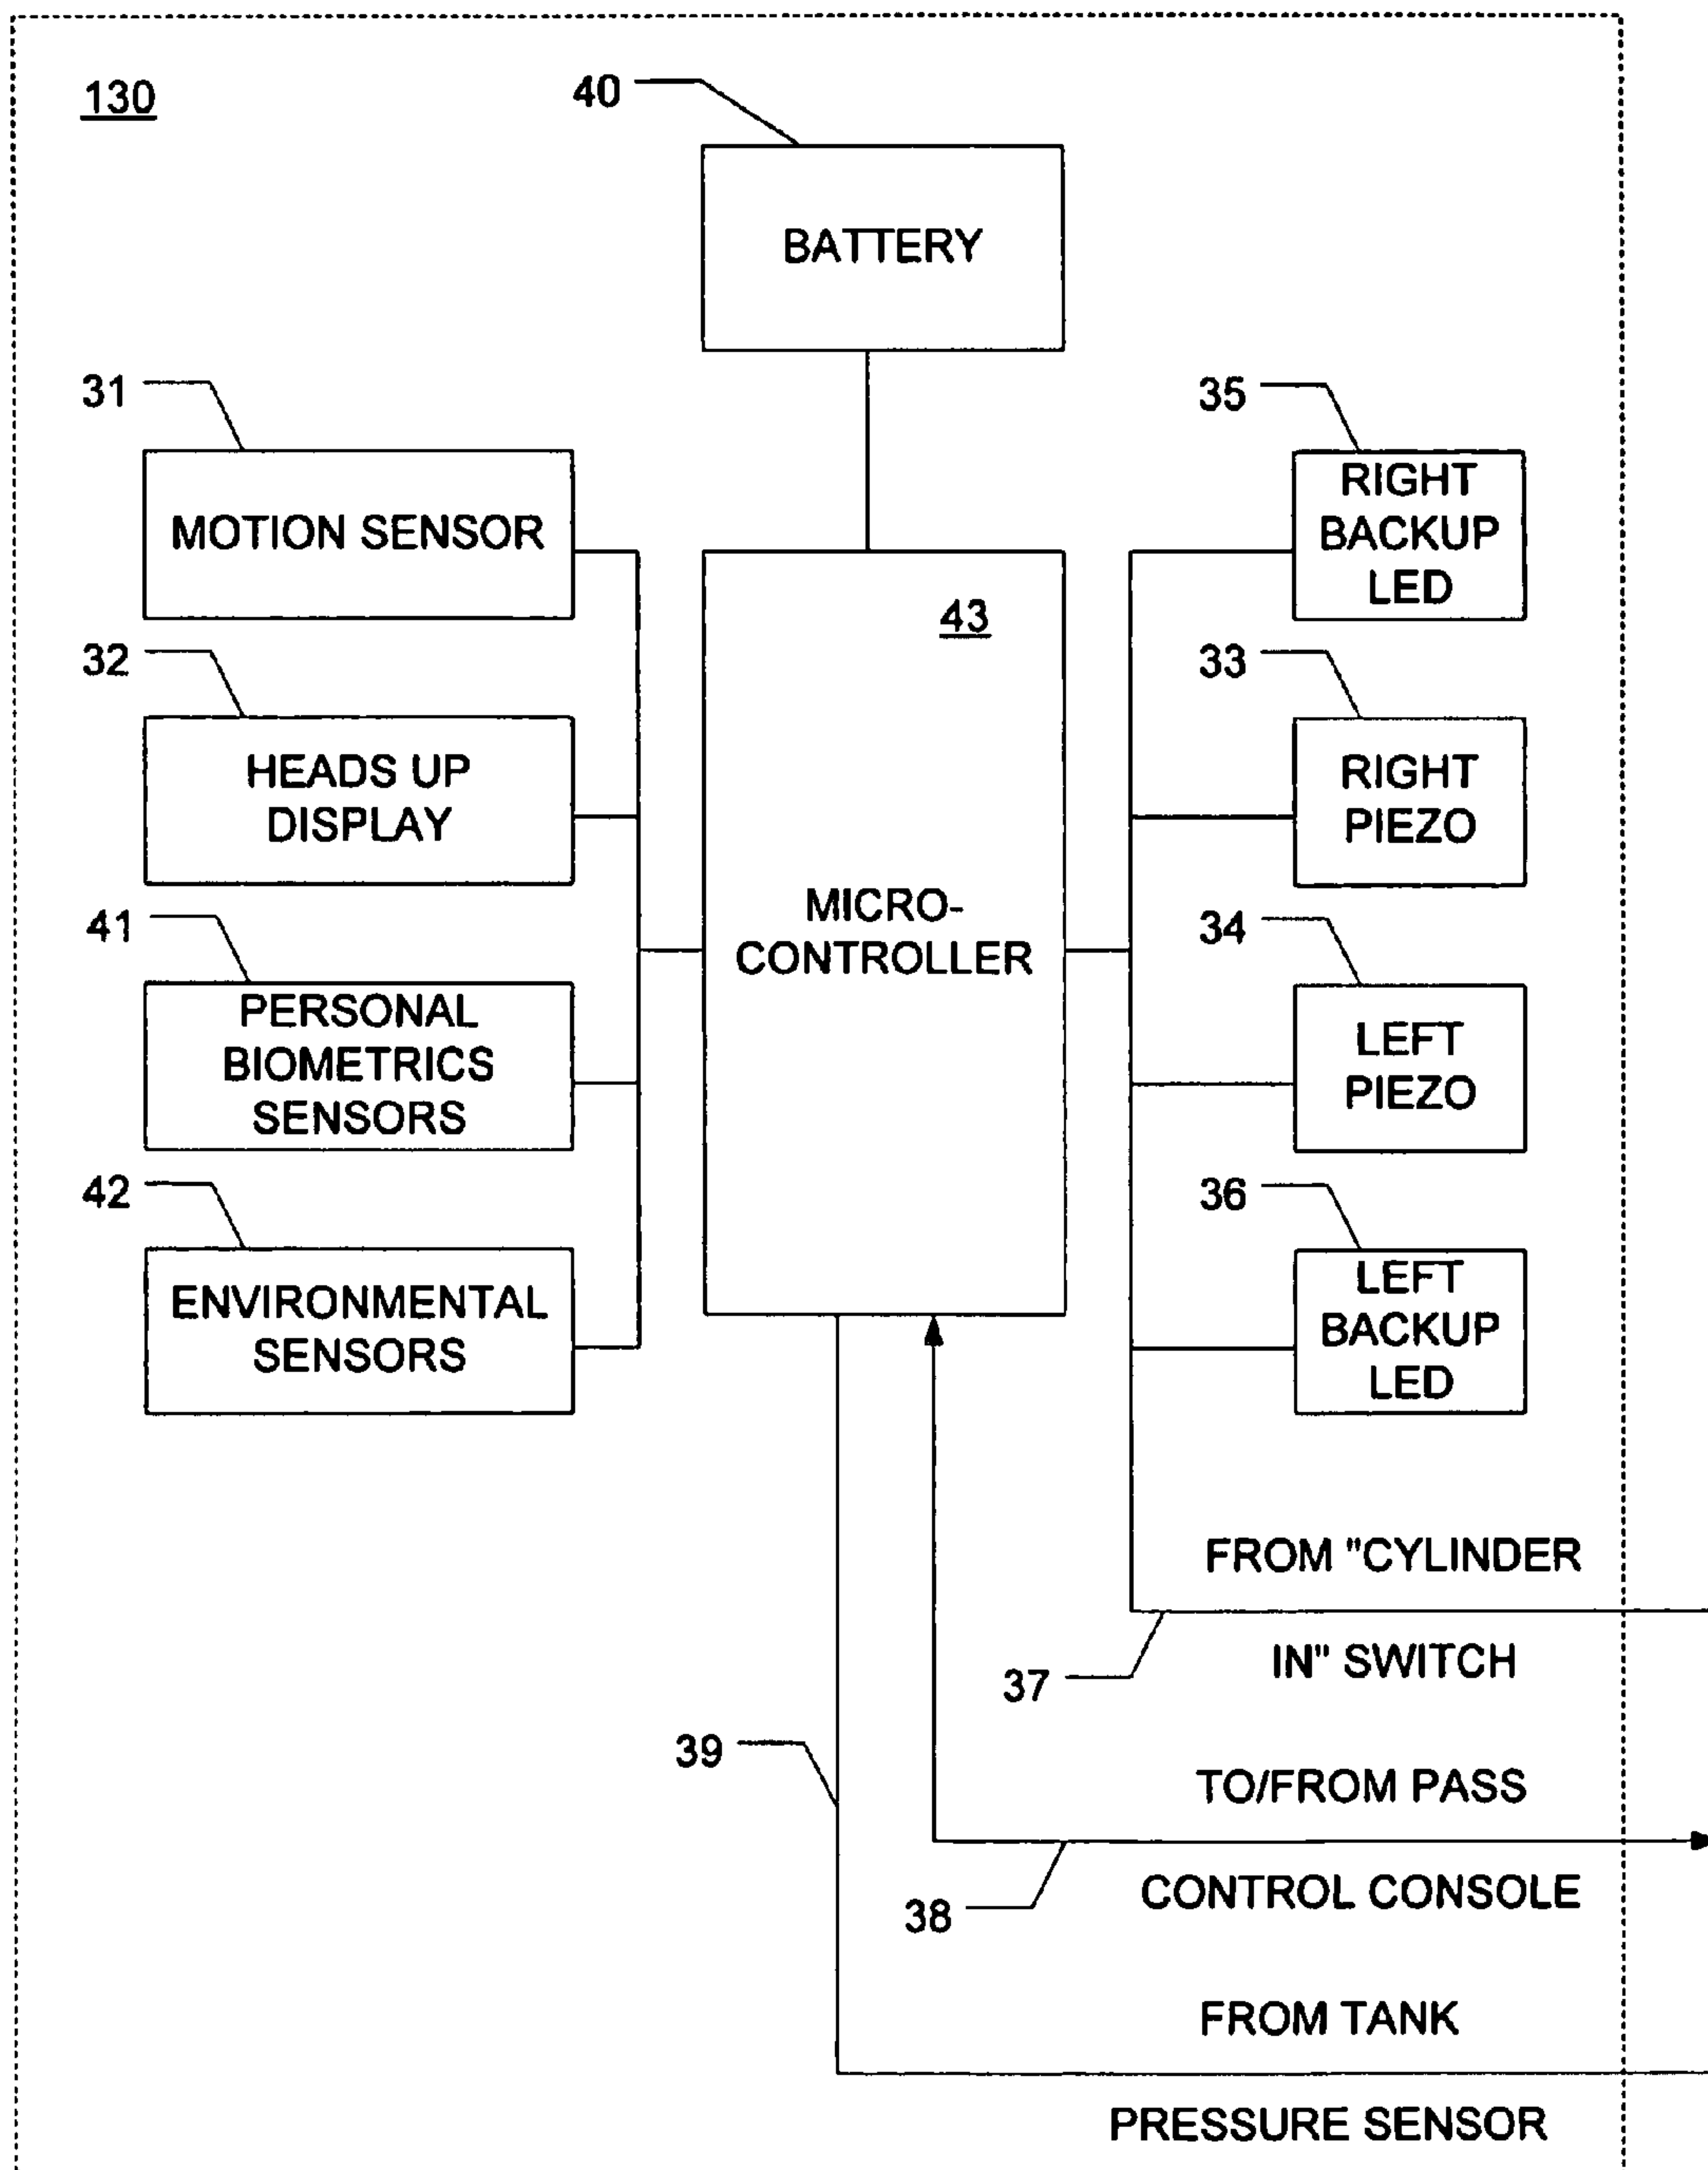 130
40
BATTERY
31
MOTION SENSOR
32
HEADS UP
DISPLAY
41
PERSONAL
BIOMETRICS
SENSORS
42
ENVIRONMENTAL
SENSORS
43
MICRO-
CONTROLLER
35
RIGHT
BACKUP
LED
33
RIGHT
PIEZO
34
LEFT
PIEZO
36
LEFT
BACKUP
LED
FROM "CYLINDER
IN" SWITCH
37
39
TO/FROM PASS
CONTROL CONSOLE
38
FROM TANK
PRESSURE SENSOR